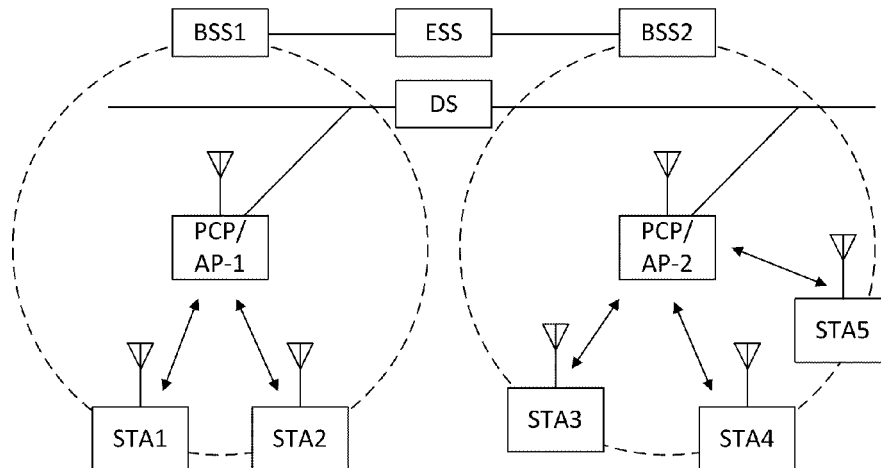 BSS1
ESS
BSS2
DS
PCP/
AP-1
PCP/
AP-2
STA5
STA1
STA2
STA3
STA4